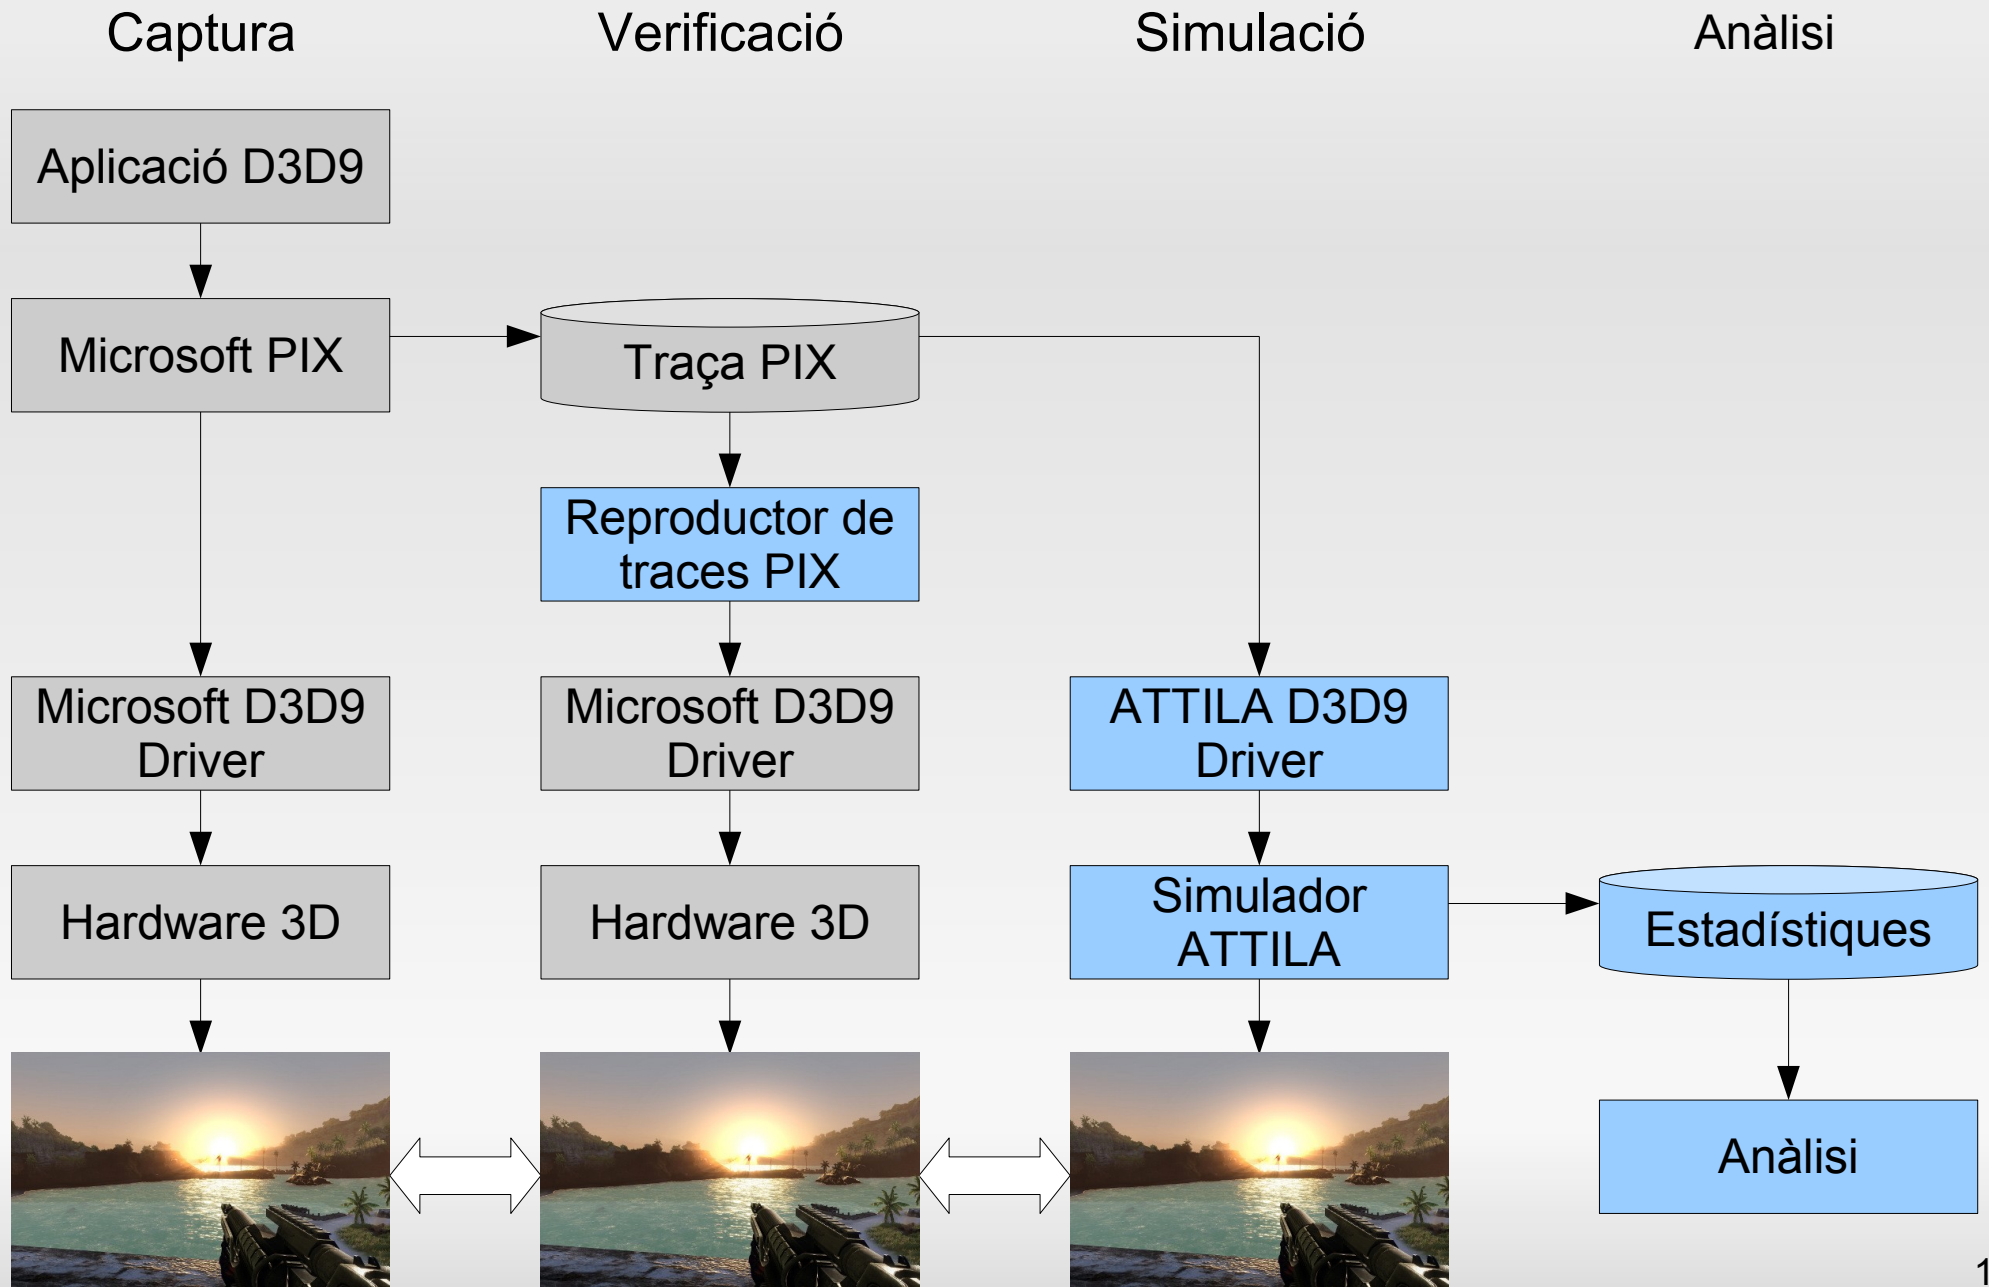 Captura
Verificació
Simulació
Anàlisi
Aplicació D3D9
Microsoft PIX
Traça PIX
Reproductor de
traces PIX
Microsoft D3D9
Driver
Microsoft D3D9
Driver
ATTILA D3D9
Driver
Hardware 3D
Hardware 3D
Simulador
ATTILA
Estadístiques
Anàlisi
1